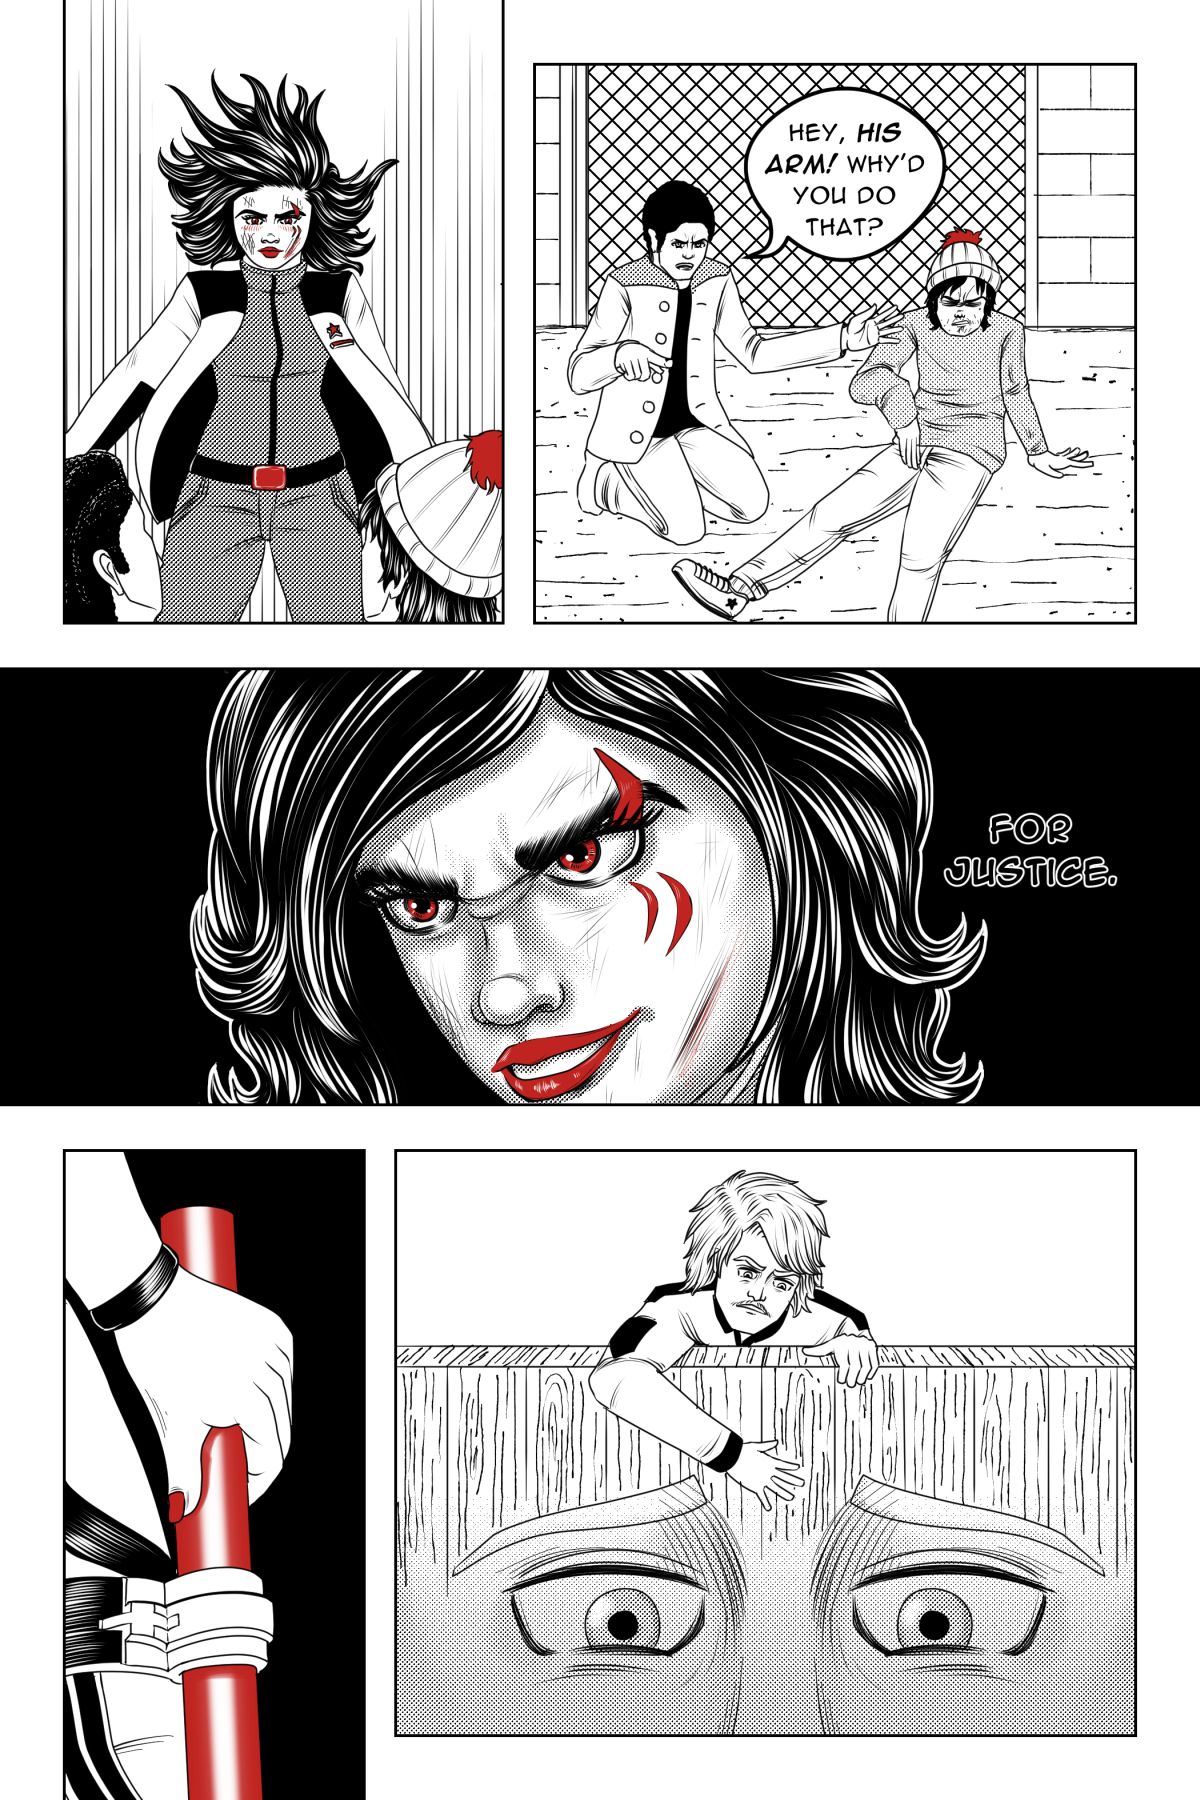 HEY, HIS
ARM! WHY'D
YOU DO
THAT?
FOR
JUSTICE.